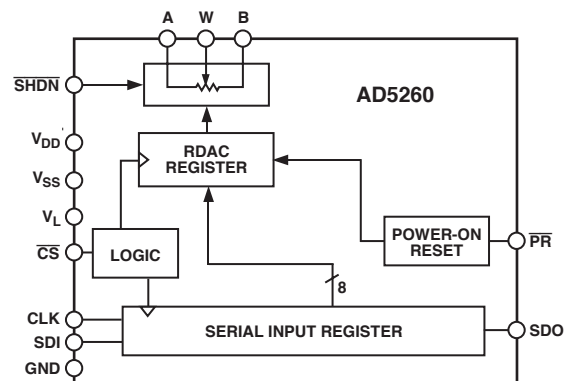 A W B
SHDN
AD5260
VDD
RDAC
REGISTER
VSS
VL
POWER-ON
RESET
PR
CS
LOGIC
8
CLK
SERIAL INPUT REGISTER
SDO
SDI
GND